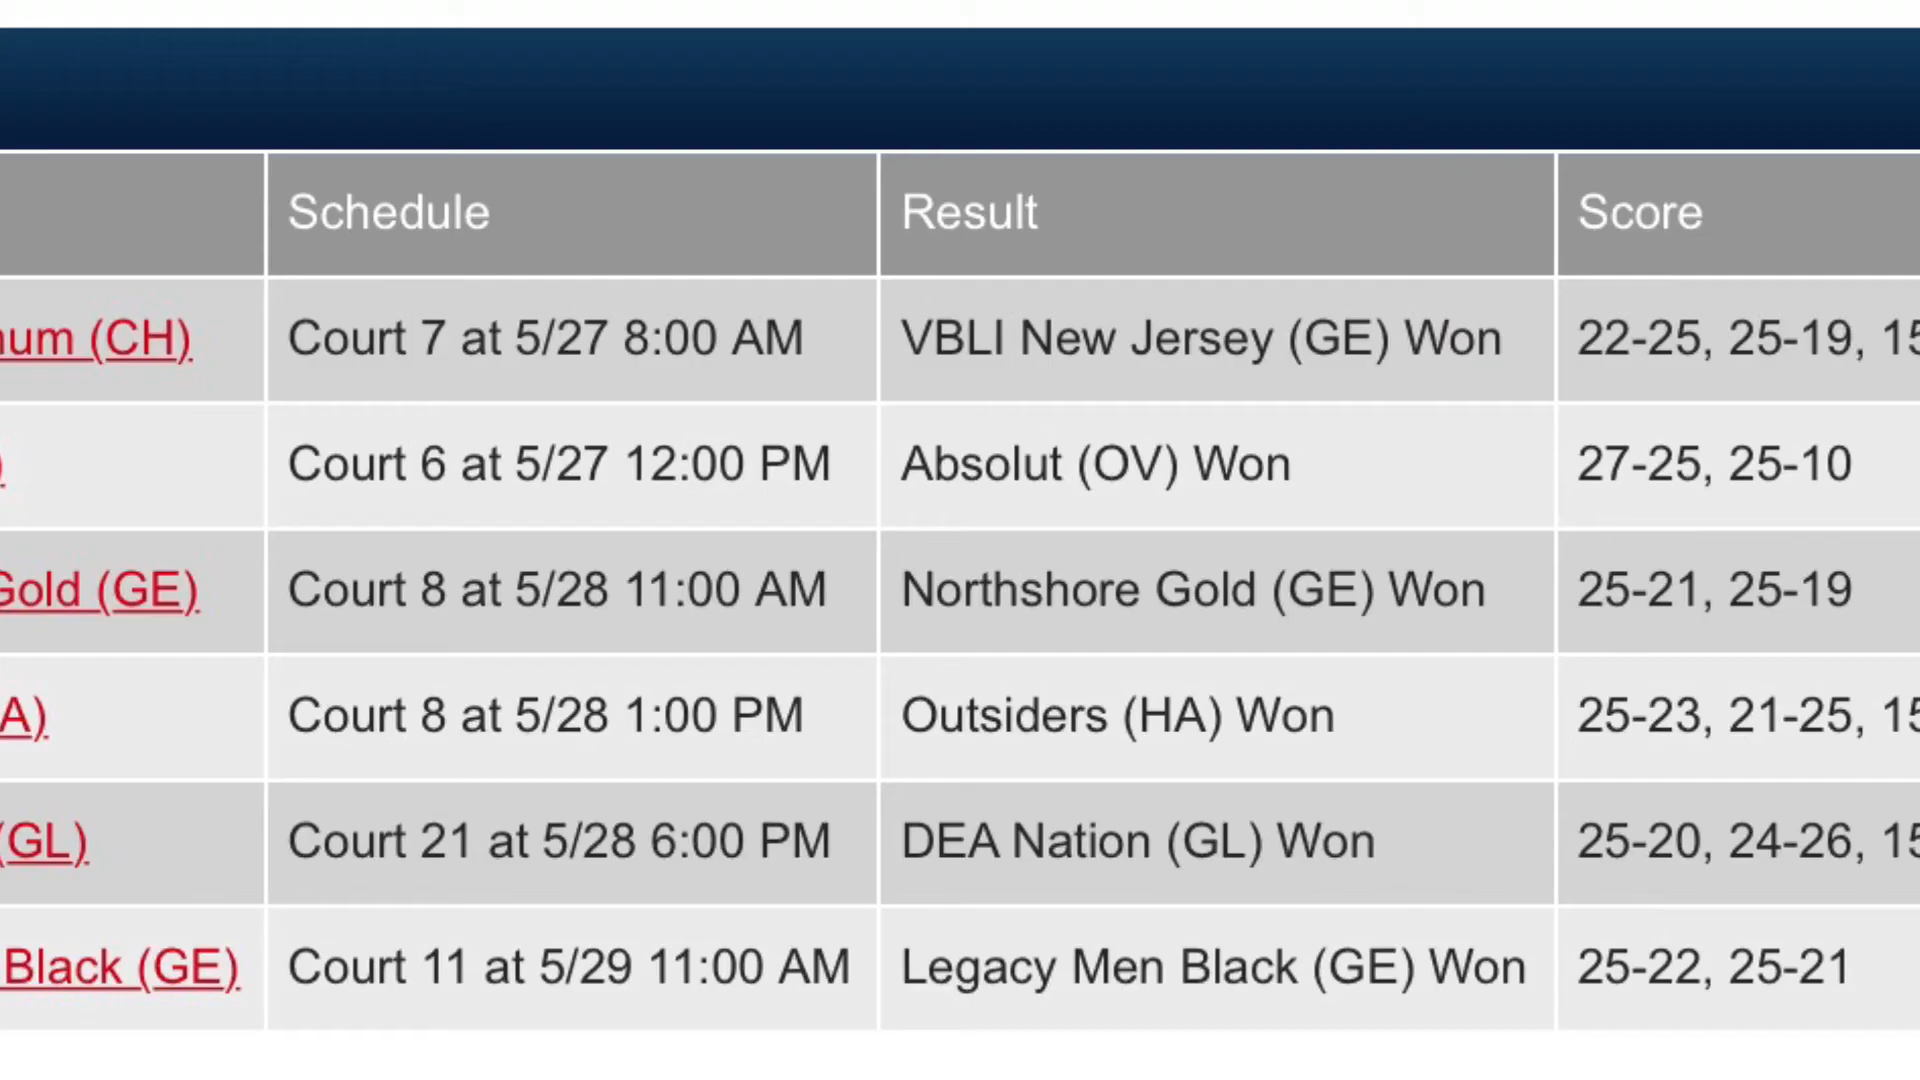 Schedule Result Score
(CH) Court 7 at 5/27 8:00 AM VBLI New Jersey (GE) Won 22-25, 25-19,
Court 6 at 5/27 12:00 PM Absolut (OV) Won 27-25, 25-10
Gold (GE) Court 8 at 5/28 11:00 AM Northshore Gold (GE) Won 25-21, 25-19
Court 8 at 5/28 1:00 PM Outsiders (HA) Won 25-23, 21-25,
(GL) Court 21 at 5/28 6:00 PM DEA Nation (GL) Won 25-20, 24-26,
Black (GE) Court 11 at 5/29 11:00 AM Legacy Men Black (GE) Won 25-22, 25-21